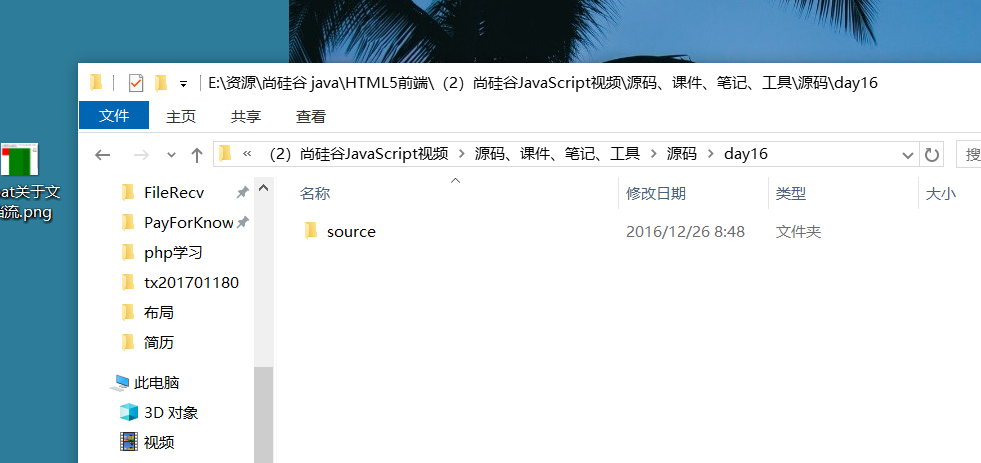 E:\资源\尚硅谷 java\HTML5前端\（2）尚硅谷JavaScript视频\源码、课件、笔记、工具\源码\day16
文件 主页 共享 查看
« （2）尚硅谷JavaScript视频 › 源码、课件、笔记、工具 › 源码 › day16
搜
名称 修改日期 类型 大小
source 2016/12/26 8:48 文件夹
FileRecv
PayForKnow
php学习
tx201701180
布局
简历
此电脑
3D 对象
视频
at关于文
流.png